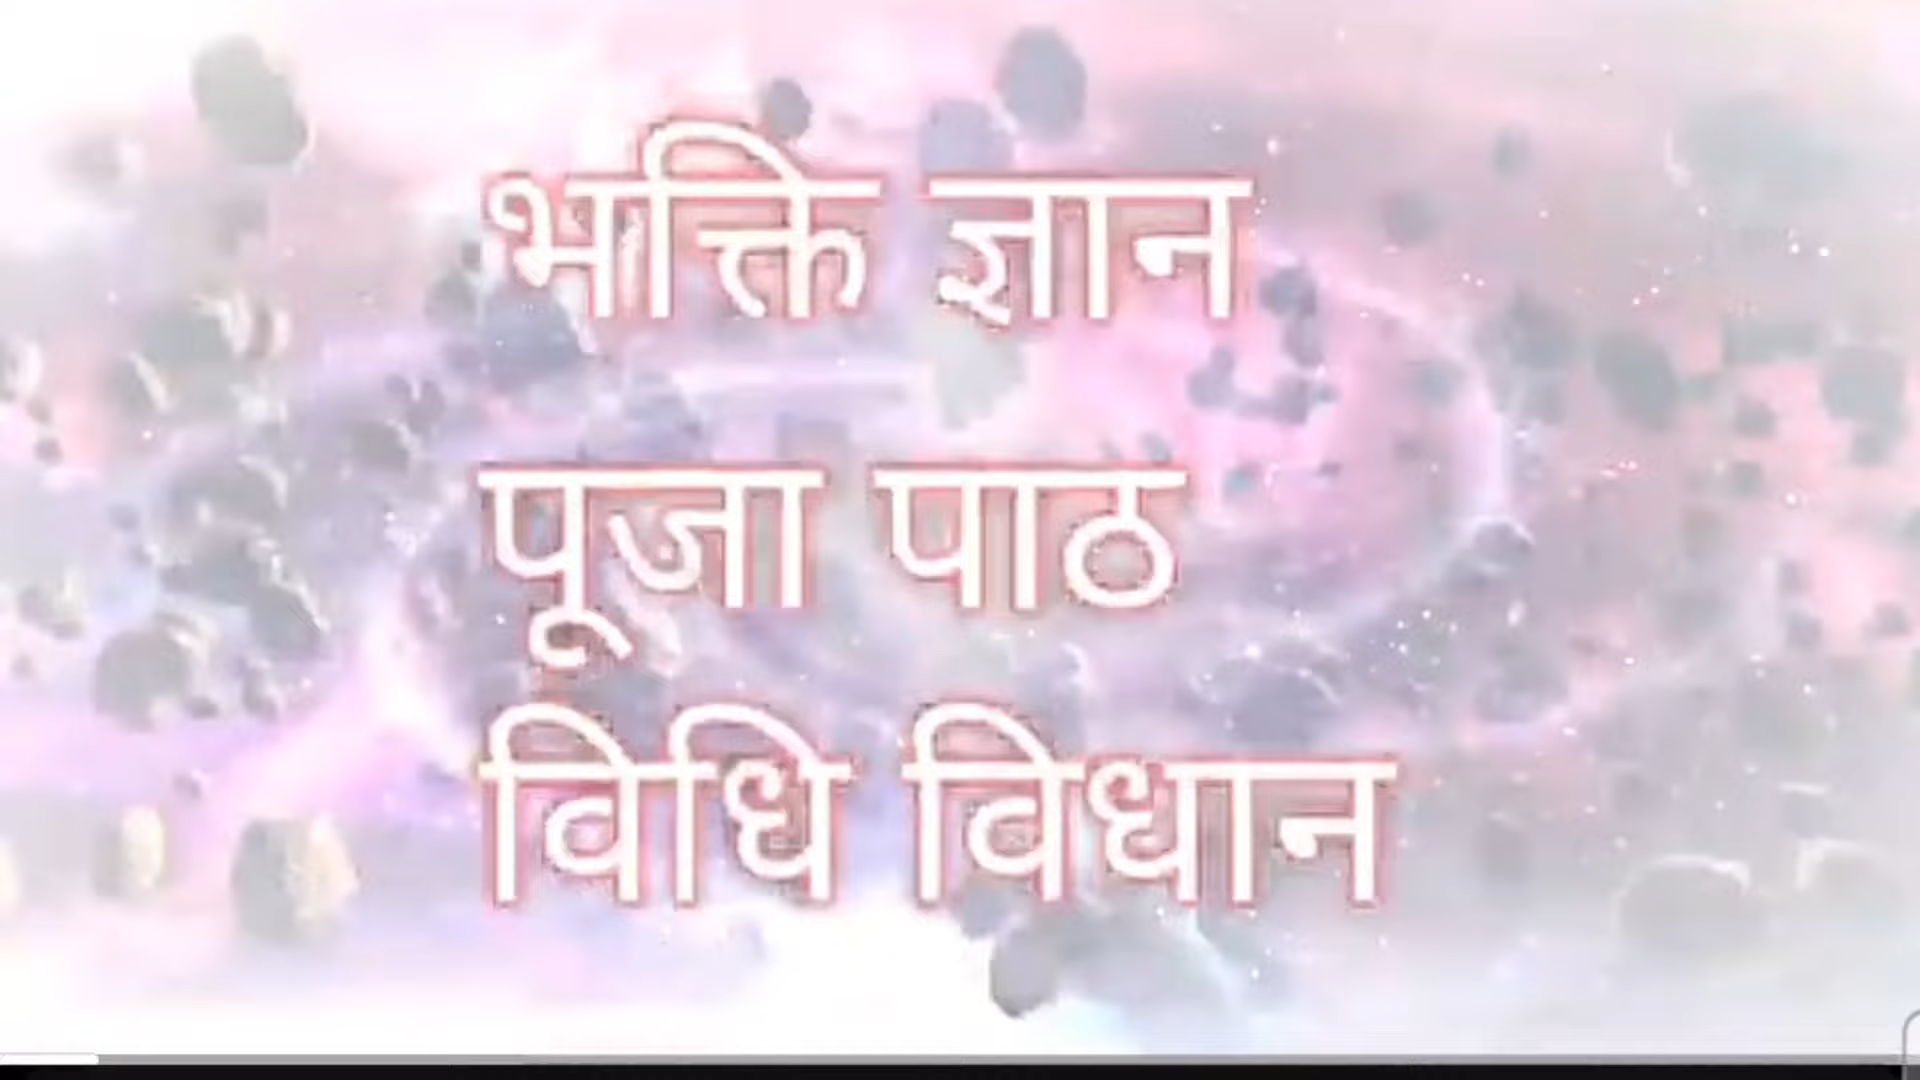 भक्ति ज्ञान
पूजा पाठ
विधि विधान